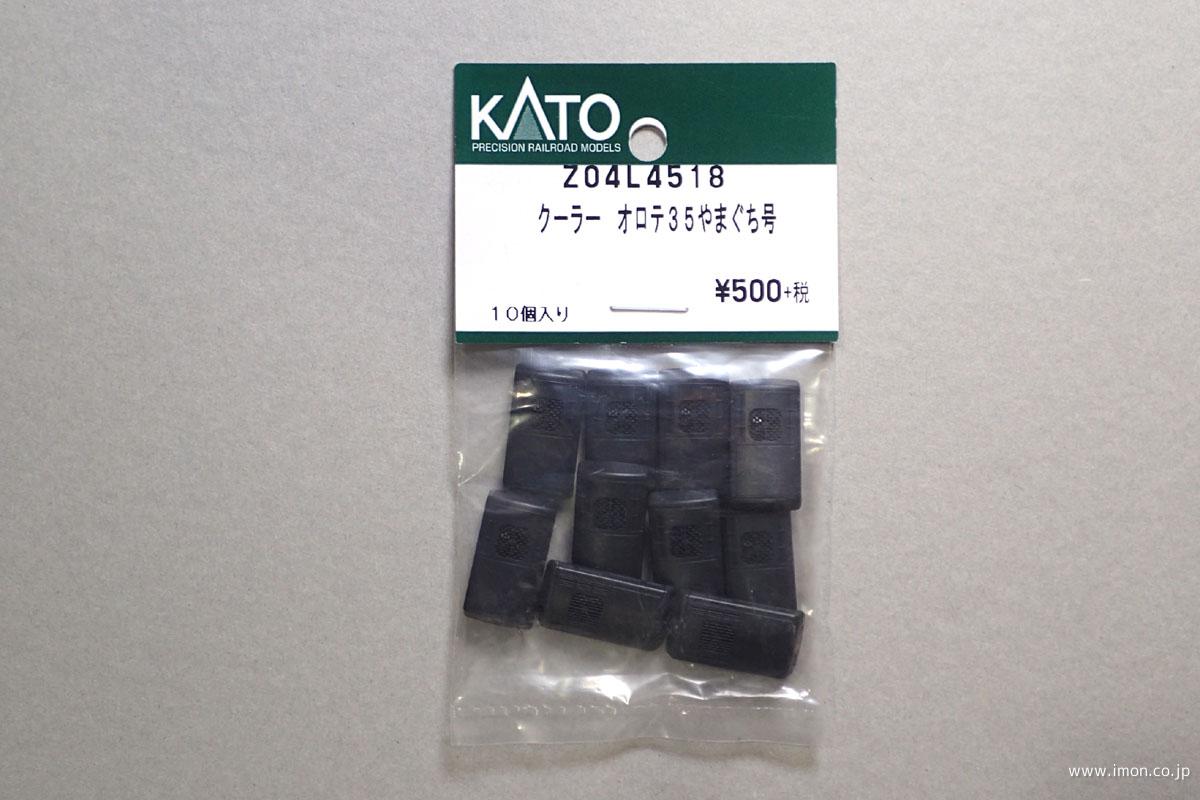 KATO
PRECISION RAILROAD MODELS
Z04L4518
クーラー オロテ35やまぐち号
¥500+税
10個入り
www.imon.co.jp